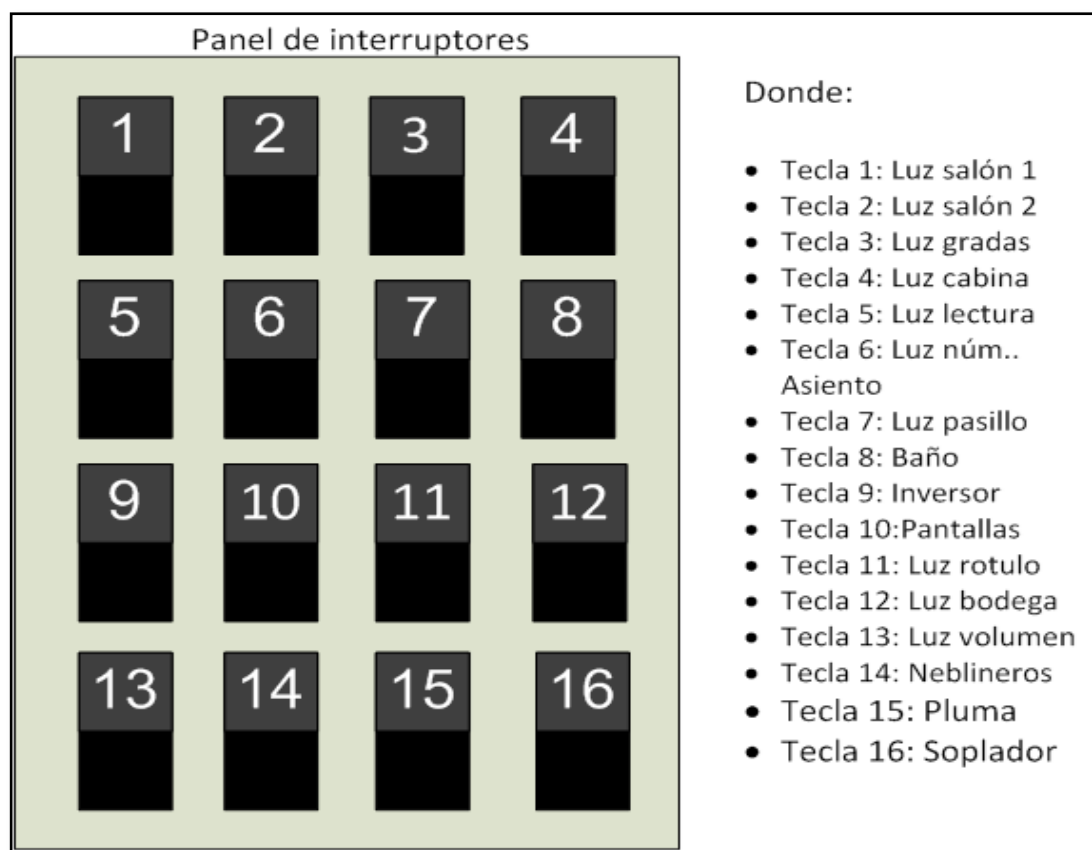 Panel de interruptores
1 2 3 4
5 6 7 8
9 10 11 12
13 14 15 16
Donde:
• Tecla 1: Luz salón 1
• Tecla 2: Luz salón 2
• Tecla 3: Luz gradas
• Tecla 4: Luz cabina
• Tecla 5: Luz lectura
• Tecla 6: Luz núm..
Asiento
• Tecla 7: Luz pasillo
• Tecla 8: Baño
• Tecla 9: Inversor
• Tecla 10:Pantallas
• Tecla 11: Luz rotulo
• Tecla 12: Luz bodega
• Tecla 13: Luz volumen
• Tecla 14: Neblineros
• Tecla 15: Pluma
• Tecla 16: Soplador